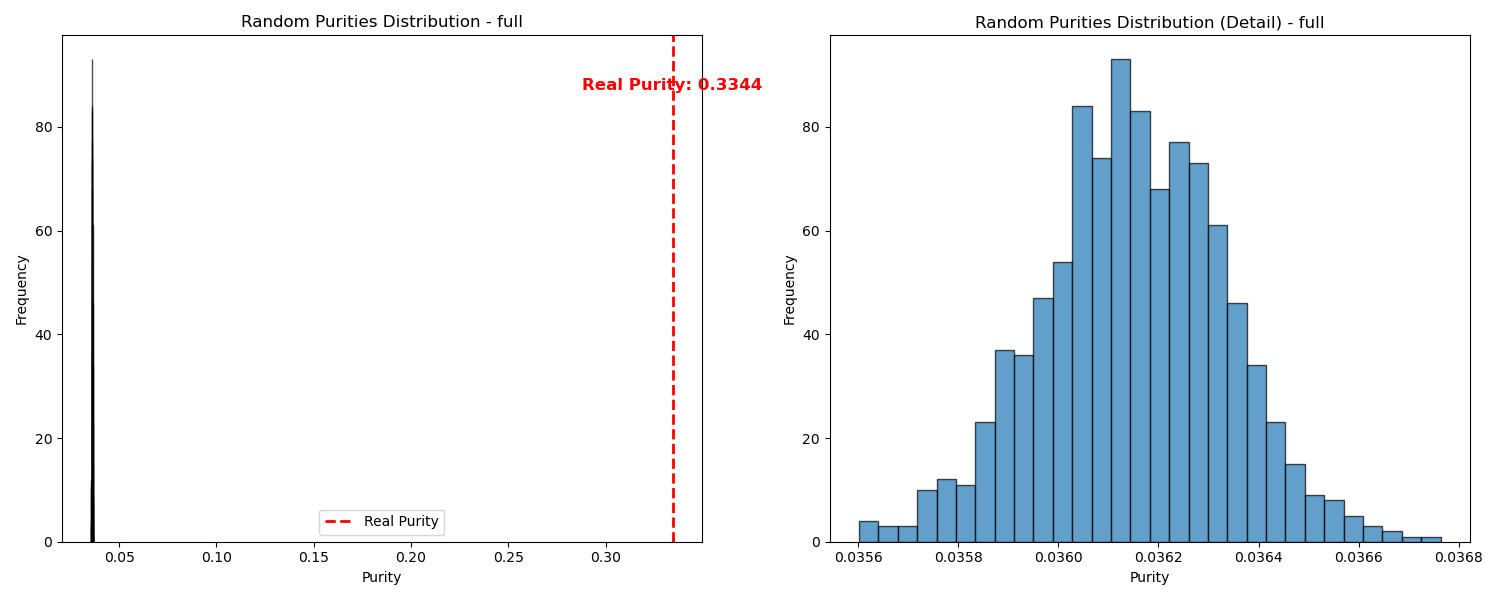 Random Purities Distribution - full
Frequency
80
60
40
20
0
Real Purity: 0.3344
Real Purity
0.05 0.10 0.15 0.20 0.25 0.30
Purity
Random Purities Distribution (Detail) - full
Frequency
80
60
40
20
0
0.0356 0.0358 0.0360 0.0362 0.0364 0.0366 0.0368
Purity